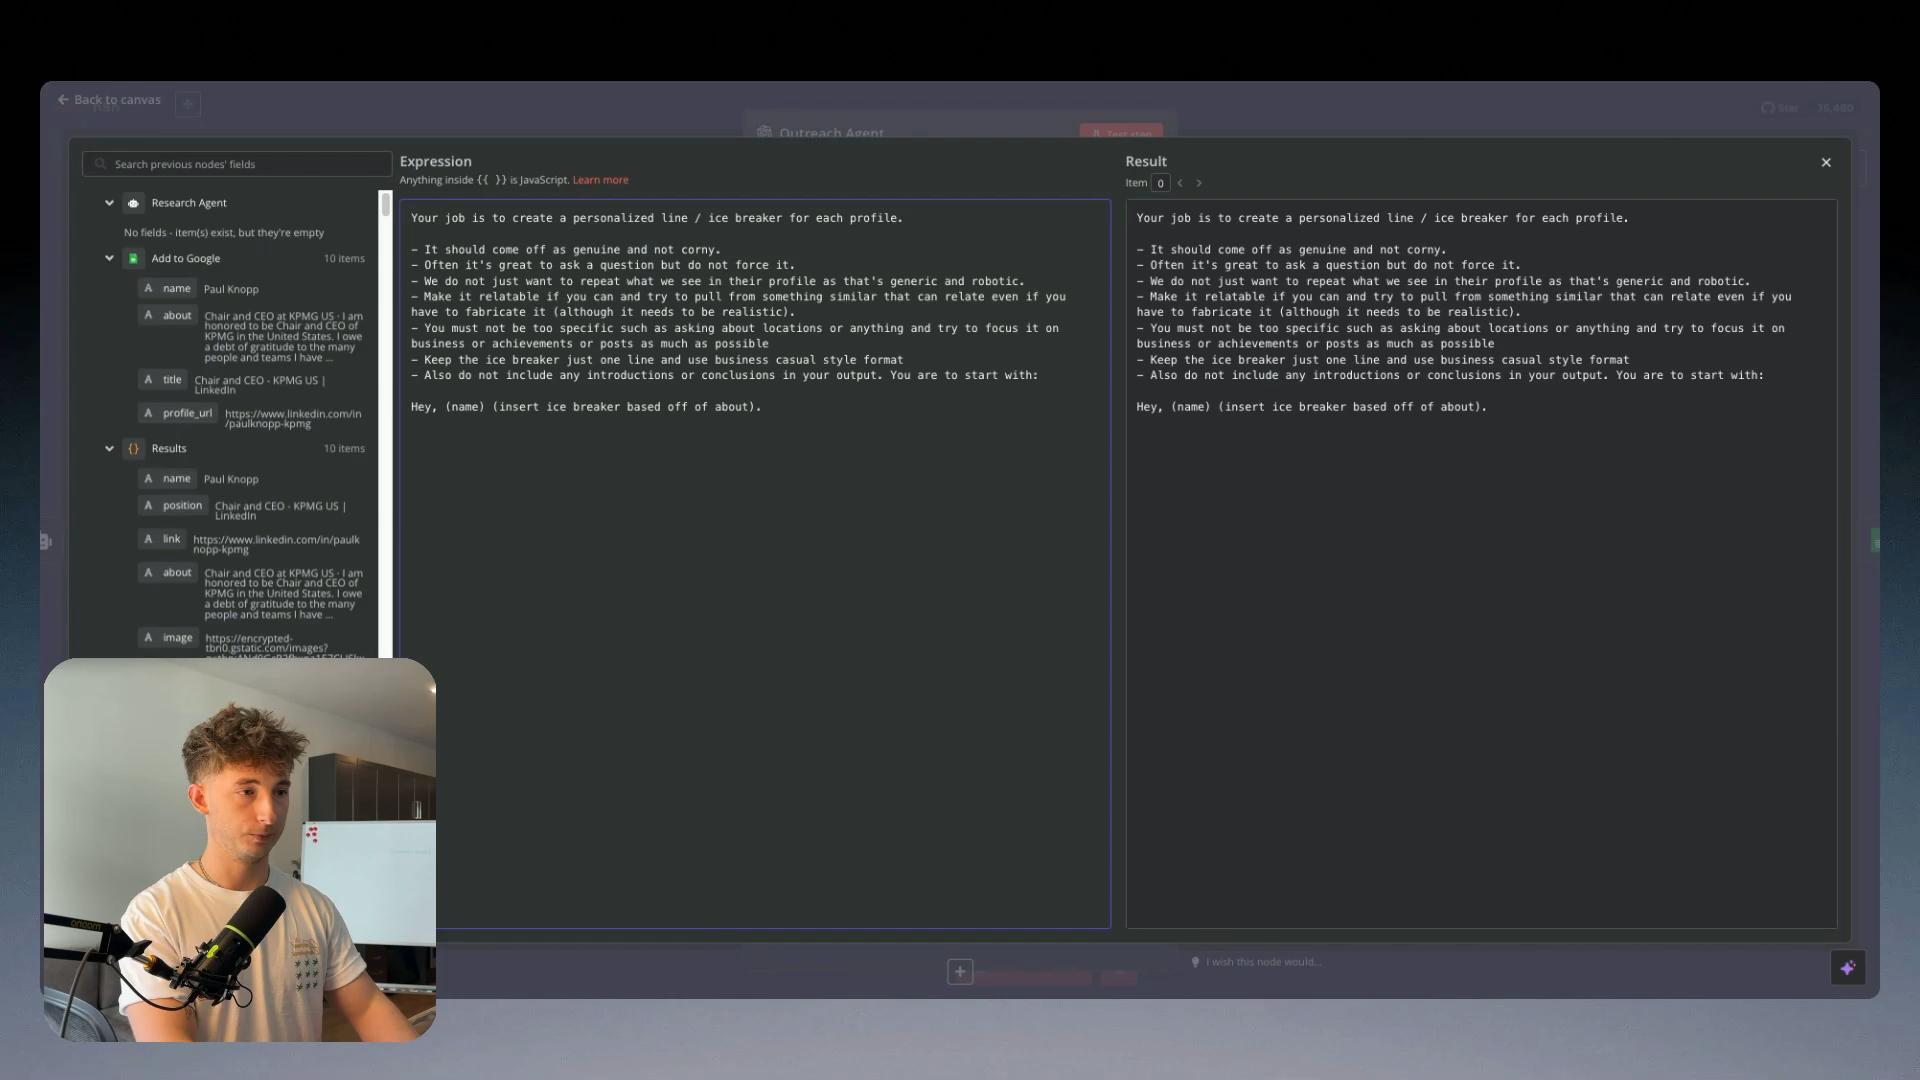 Back to canvas
Star 70,460
Outreach Agent
Test step
Search previous nodes' fields
Research Agent
No fields - item(s) exist, but they're empty
Add to Google 10 items
A name Paul Knopp
A about Chair and CEO at KPMG US · I am
honored to be Chair and CEO of
KPMG in the United States. I owe
a debt of gratitude to the many
people and teams I have ...
A title Chair and CEO - KPMG US |
LinkedIn
A profile_url https://www.linkedin.com/in
/paulknopp-kpmg
{} Results 10 items
A name Paul Knopp
A position Chair and CEO - KPMG US |
LinkedIn
A link https://www.linkedin.com/in/paulk
nopp-kpmg
A about Chair and CEO at KPMG US · I am
honored to be Chair and CEO of
KPMG in the United States. I owe
a debt of gratitude to the many
people and teams I have ...
A image https://encrypted-
tbn0.gstatic.com/images?
Expression
Anything inside {{ }} is JavaScript. Learn more
Your job is to create a personalized line / ice breaker for each profile.
- It should come off as genuine and not corny.
- Often it's great to ask a question but do not force it.
- We do not just want to repeat what we see in their profile as that's generic and robotic.
- Make it relatable if you can and try to pull from something similar that can relate even if you
have to fabricate it (although it needs to be realistic).
- You must not be too specific such as asking about locations or anything and try to focus it on
business or achievements or posts as much as possible
- Keep the ice breaker just one line and use business casual style format
- Also do not include any introductions or conclusions in your output. You are to start with:
Hey, (name) (insert ice breaker based off of about).
Result
Item 0
Your job is to create a personalized line / ice breaker for each profile.
- It should come off as genuine and not corny.
- Often it's great to ask a question but do not force it.
- We do not just want to repeat what we see in their profile as that's generic and robotic.
- Make it relatable if you can and try to pull from something similar that can relate even if you
have to fabricate it (although it needs to be realistic).
- You must not be too specific such as asking about locations or anything and try to focus it on
business or achievements or posts as much as possible
- Keep the ice breaker just one line and use business casual style format
- Also do not include any introductions or conclusions in your output. You are to start with:
Hey, (name) (insert ice breaker based off of about).
I wish this node would...